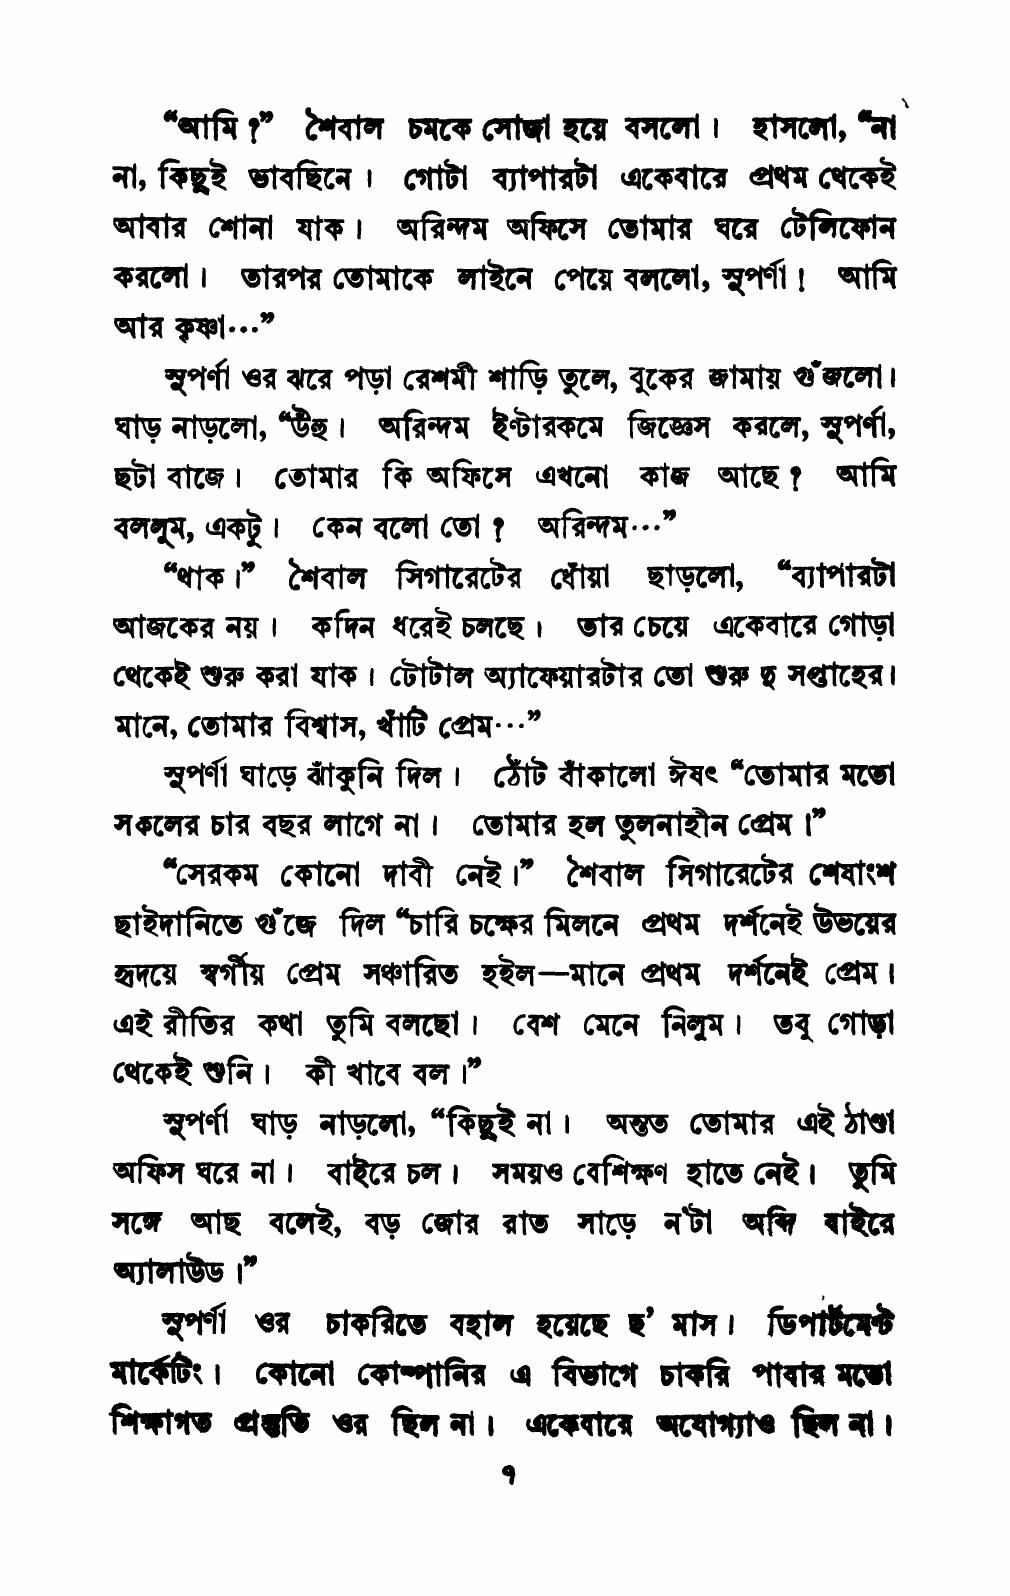 “আমি ?” শৈবাল চমকে সোজা হয়ে বসলো। হাসলো, “না
না, কিছুই ভাবছিনে। গোটা ব্যাপারটা একেবারে প্রথম থেকেই
আবার শোনা যাক। অরিন্দম অফিসে তোমার ঘরে টেলিফোন
করলো। তারপর তোমাকে লাইনে পেয়ে বললো, সুপর্ণা! আমি
আর কৃষ্ণা···”
সুপর্ণা ওর ঝরে পড়া রেশমী শাড়ি তুলে, বুকের জামায় গুঁজলো।
ঘাড় নাড়লো, “উঁহু। অরিন্দম ইণ্টারকমে জিজ্ঞেস করলে, সুপর্ণা,
ছটা বাজে। তোমার কি অফিসে এখনো কাজ আছে ? আমি
বললুম, একটু। কেন বলো তো ? অরিন্দম···”
“থাক।” শৈবাল সিগারেটের ধোঁয়া ছাড়লো, “ব্যাপারটা
আজকের নয়। কদিন ধরেই চলছে। তার চেয়ে একেবারে গোড়া
থেকেই শুরু করা যাক। টোটাল অ্যাফেয়ারটার তো শুরু দু সপ্তাহের।
মানে, তোমার বিশ্বাস, খাঁটি প্রেম···”
সুপর্ণা ঘাড়ে ঝাঁকুনি দিল। ঠোঁট বাঁকালো ঈষৎ “তোমার মতো
সকলের চার বছর লাগে না। তোমার হল তুলনাহীন প্রেম।”
“সেরকম কোনো দাবী নেই।” শৈবাল সিগারেটের শেষাংশ
ছাইদানিতে গুঁজে দিল “চারি চক্ষের মিলনে প্রথম দর্শনেই উভয়ের
হৃদয়ে স্বর্গীয় প্রেম সঞ্চারিত হইল—মানে প্রথম দর্শনেই প্রেম।
এই রীতির কথা তুমি বলছো। বেশ মেনে নিলুম। তবু গোড়া
থেকেই শুনি। কী খাবে বল।”
সুপর্ণা ঘাড় নাড়লো, “কিছুই না। অন্তত তোমার এই ঠাণ্ডা
অফিস ঘরে না। বাইরে চল। সময়ও বেশিক্ষণ হাতে নেই। তুমি
সঙ্গে আছ বলেই, বড় জোর রাত সাড়ে ন'টা অব্দি বাইরে
অ্যালাউড।”
সুপর্ণা ওর চাকরিতে বহাল হয়েছে ছ’ মাস। ডিপার্টমেণ্ট
মার্কেটিং। কোনো কোম্পানির এ বিভাগে চাকরি পাবার মতো
শিক্ষাগত প্রস্তুতি ওর ছিল না। একেবারে অযোগ্যাও ছিল না।
৭